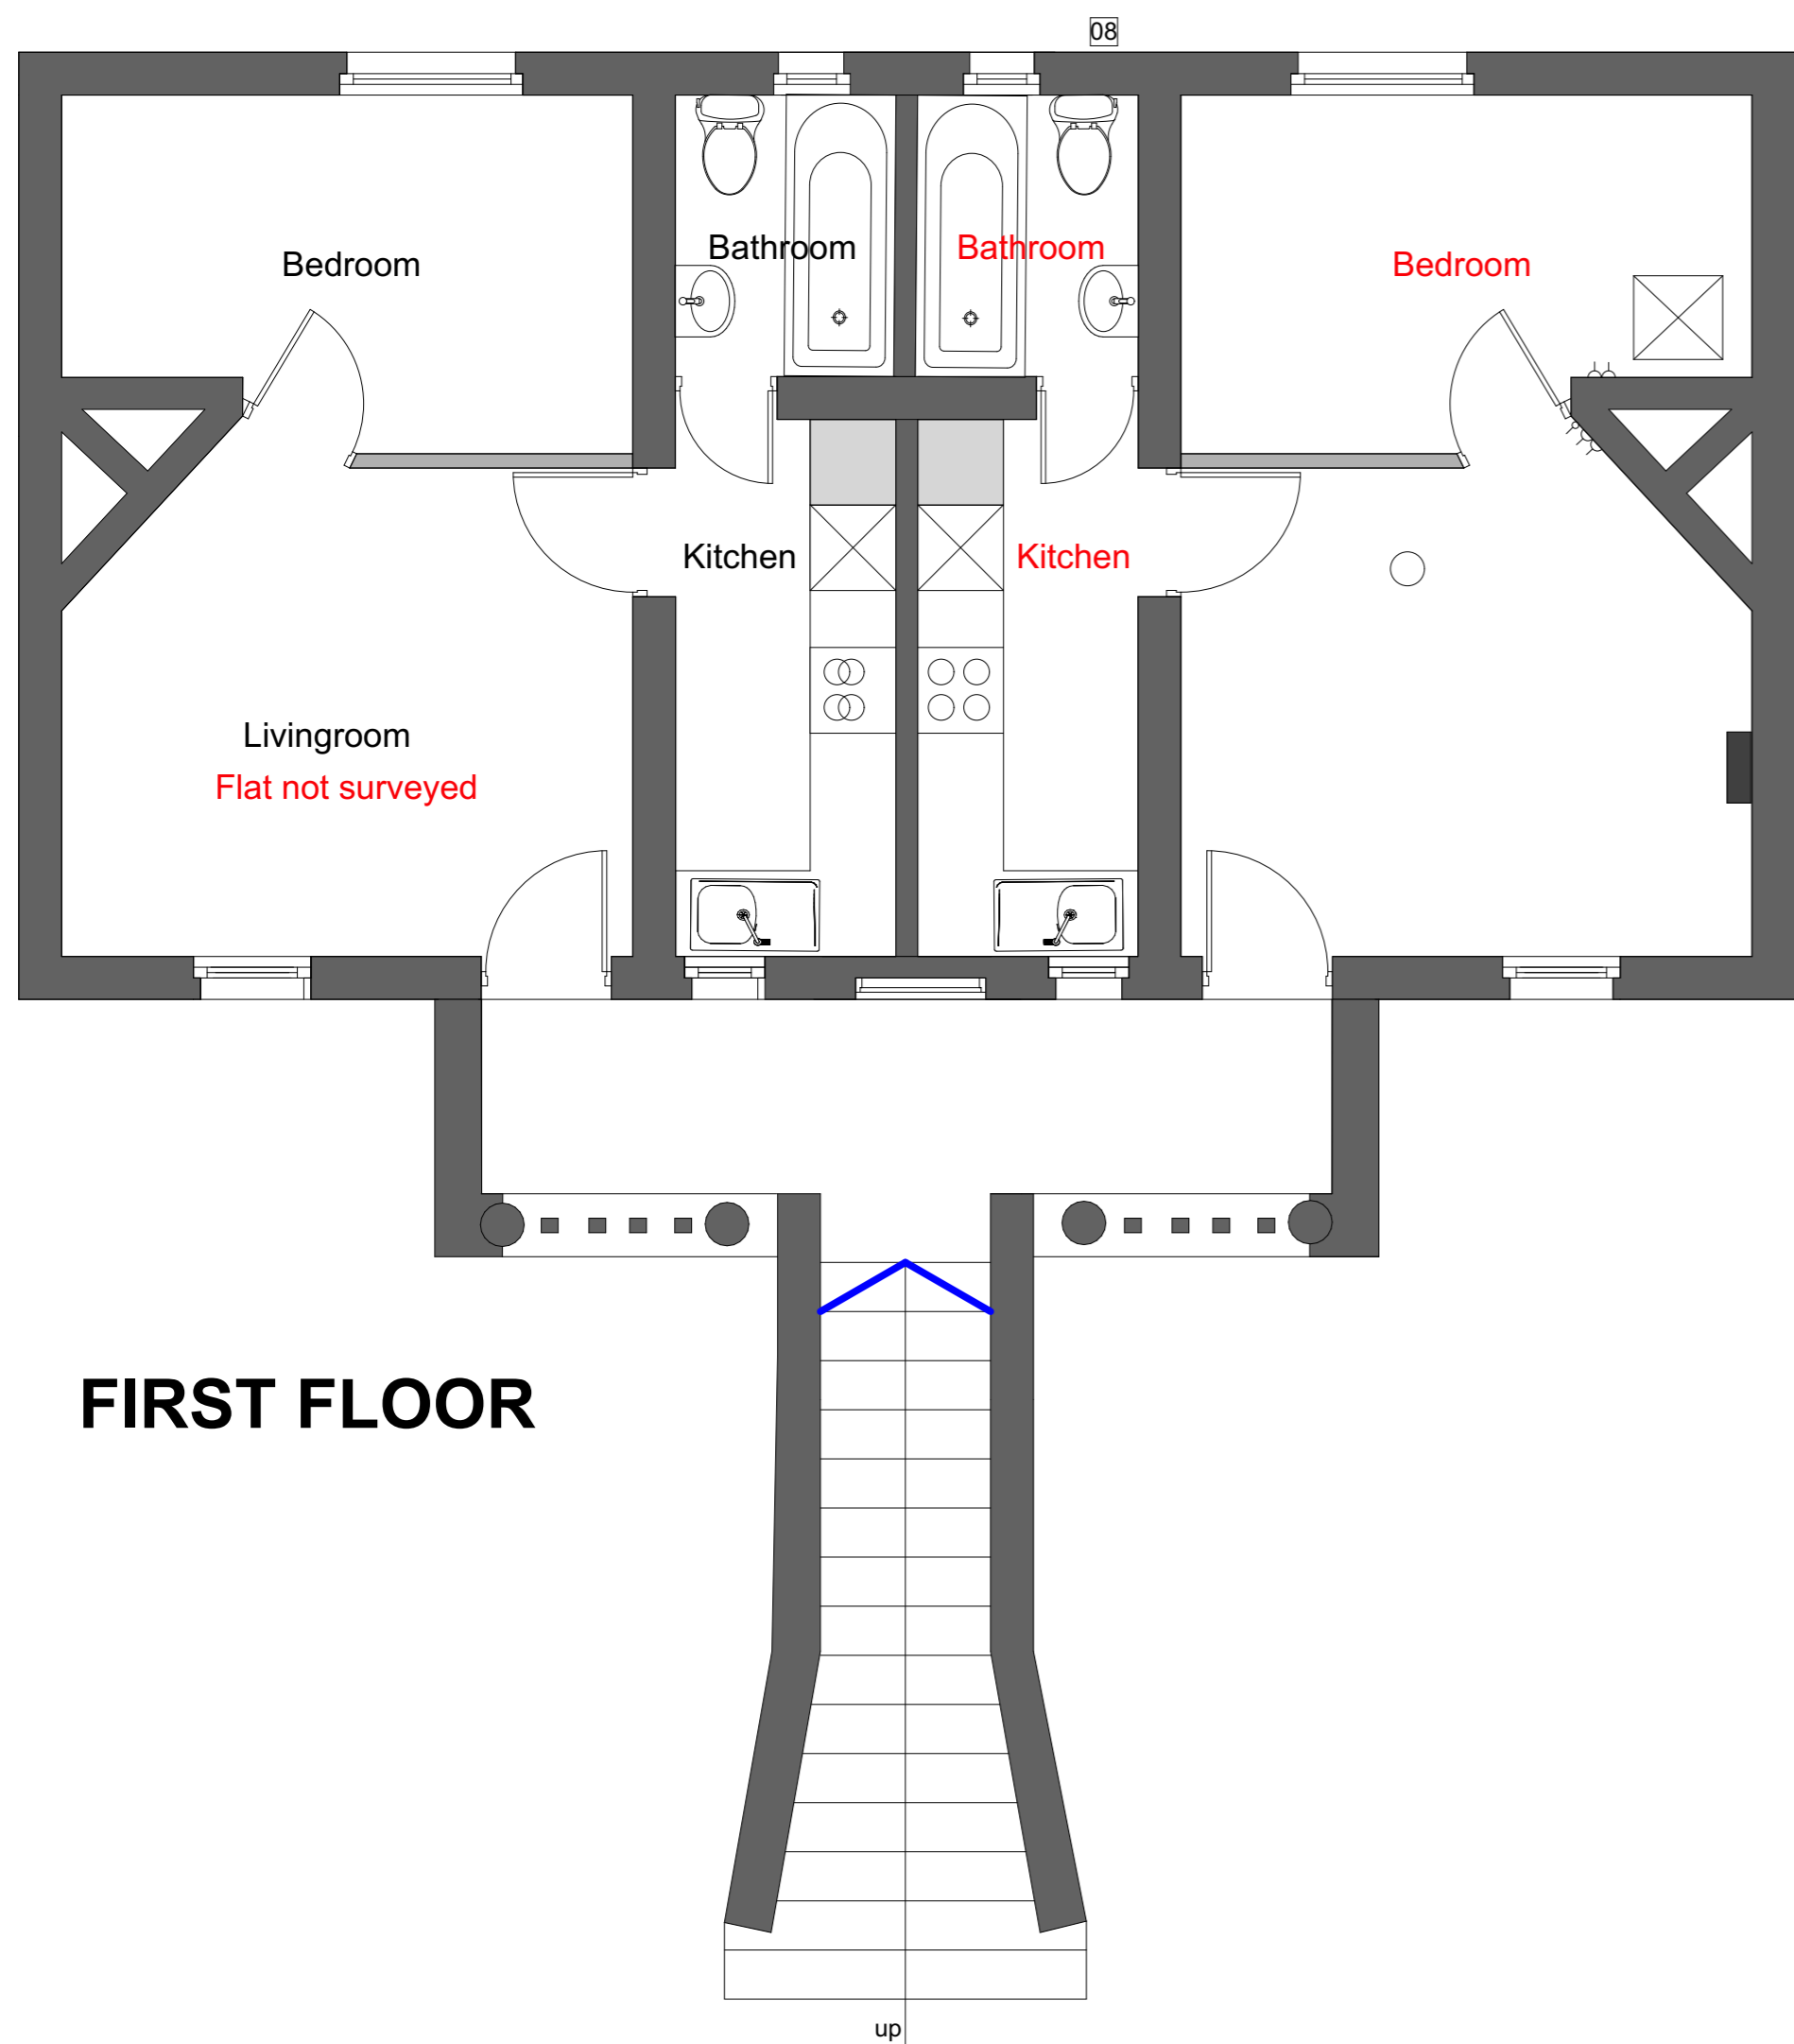 08
Bedroom
Bathroom
Bathroom
Bedroom
Kitchen
Kitchen
Livingroom
Flat not surveyed
FIRST FLOOR
up